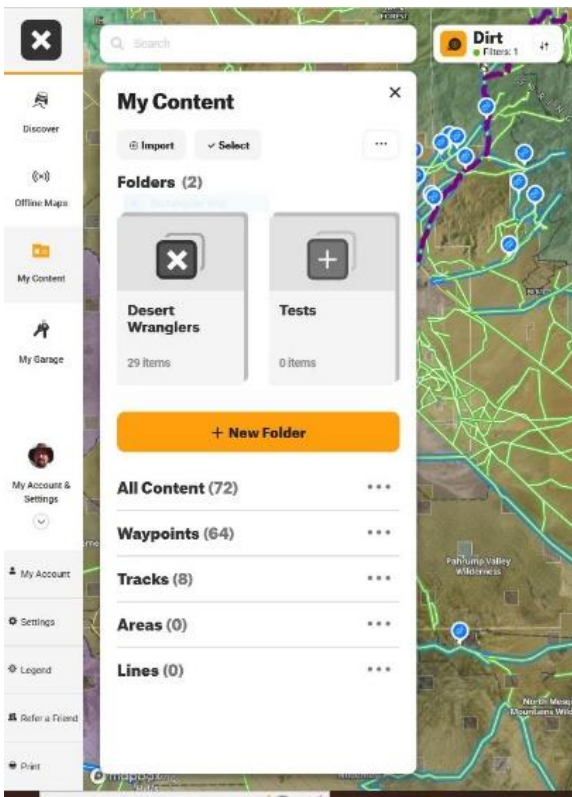 Discover
Offline Maps
My Content
My Garage
My Account &
Settings
My Account
Settings
Legend
Refer a Friend
Print
Search
Dirt
Filters: 1
My Content
Import
Select
Folders (2)
Desert
Wranglers
29 items
Tests
0 items
+ New Folder
All Content (72)
Waypoints (64)
Tracks (8)
Areas (0)
Lines (0)
FOREST
Pahrump Valley
Wilderness
North Mesq
Mountains Wild
mapbox